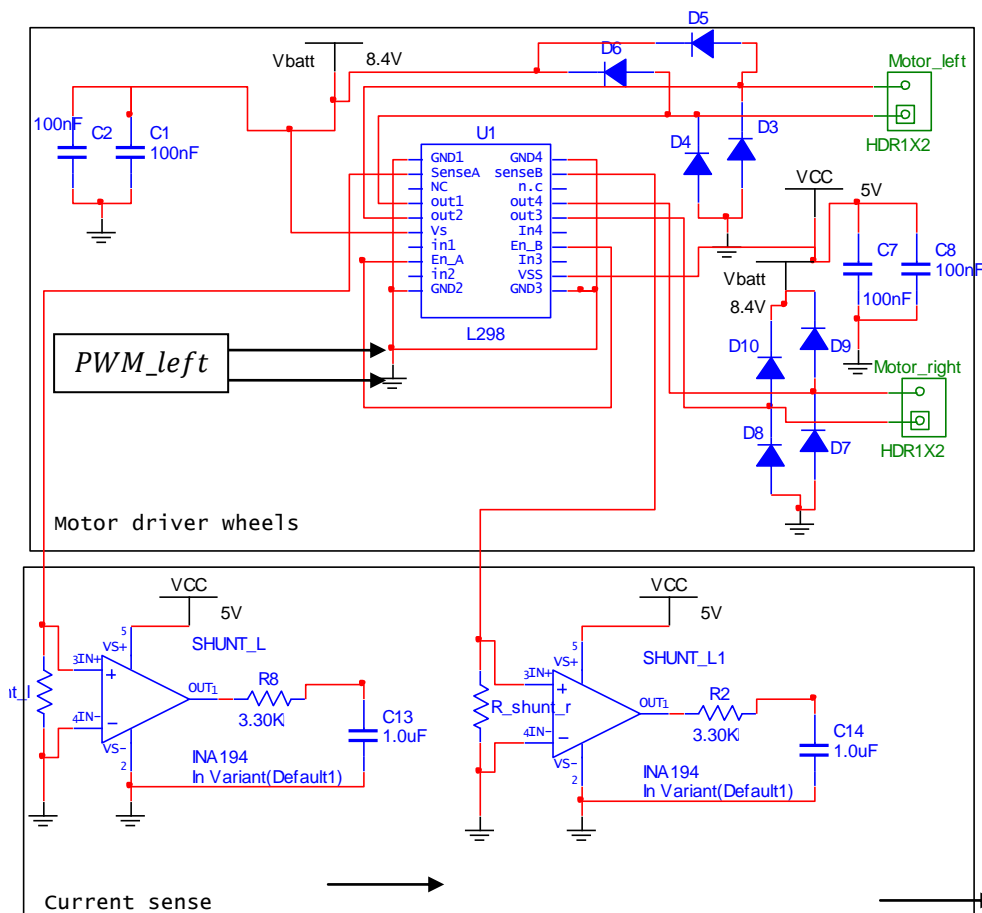 D5
D6
Vbatt
8.4V
Motor_left
HDR1X2
100nF
C2
C1
100nF
D4
D3
U1
GND1
SenseA
NC
out1
out2
Vs
in1
En_A
in2
GND2
GND4
senseB
n.c
out4
out3
In4
En_B
In3
VSS
GND3
L298
VCC
5V
C7
C8
100nF
100nF
Vbatt
8.4V
D10
D9
D8
D7
Motor_right
HDR1X2
PWM_left
Motor driver wheels
VCC
5V
SHUNT_L
5
VS+
3 IN+
4 IN-
VS-
2
OUT 1
R8
3.30K
C13
1.0uF
INA194
In Variant(Default1)
VCC
5V
SHUNT_L1
5
VS+
3 IN+
4 IN-
VS-
2
OUT 1
R_shunt_r
R2
3.30K
C14
1.0uF
INA194
In Variant(Default1)
Current sense